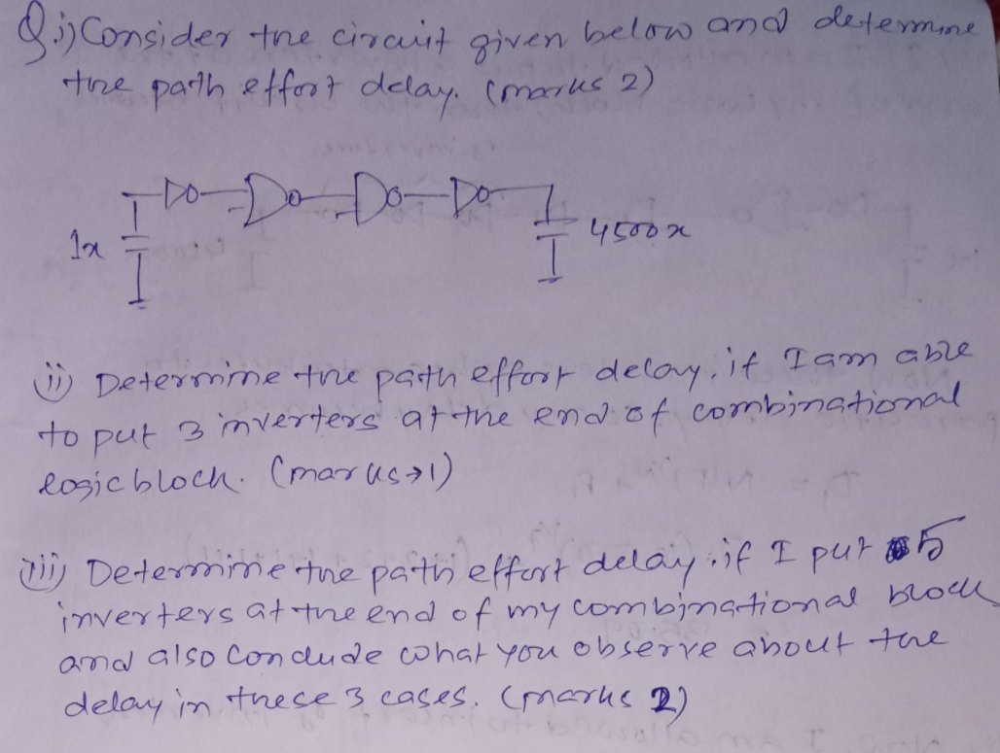 Q. i) Consider the circuit given below and determine
the path effort delay. (marks 2)
1x
4500x
ii) Determine the path effort delay, if I am able
to put 3 inverters at the end of combinational
logic block. (marks→1)
iii) Determine the path effort delay, if I put 5
inverters at the end of my combinational block
and also conclude what you observe about the
delay in these 3 cases. (marks 2)